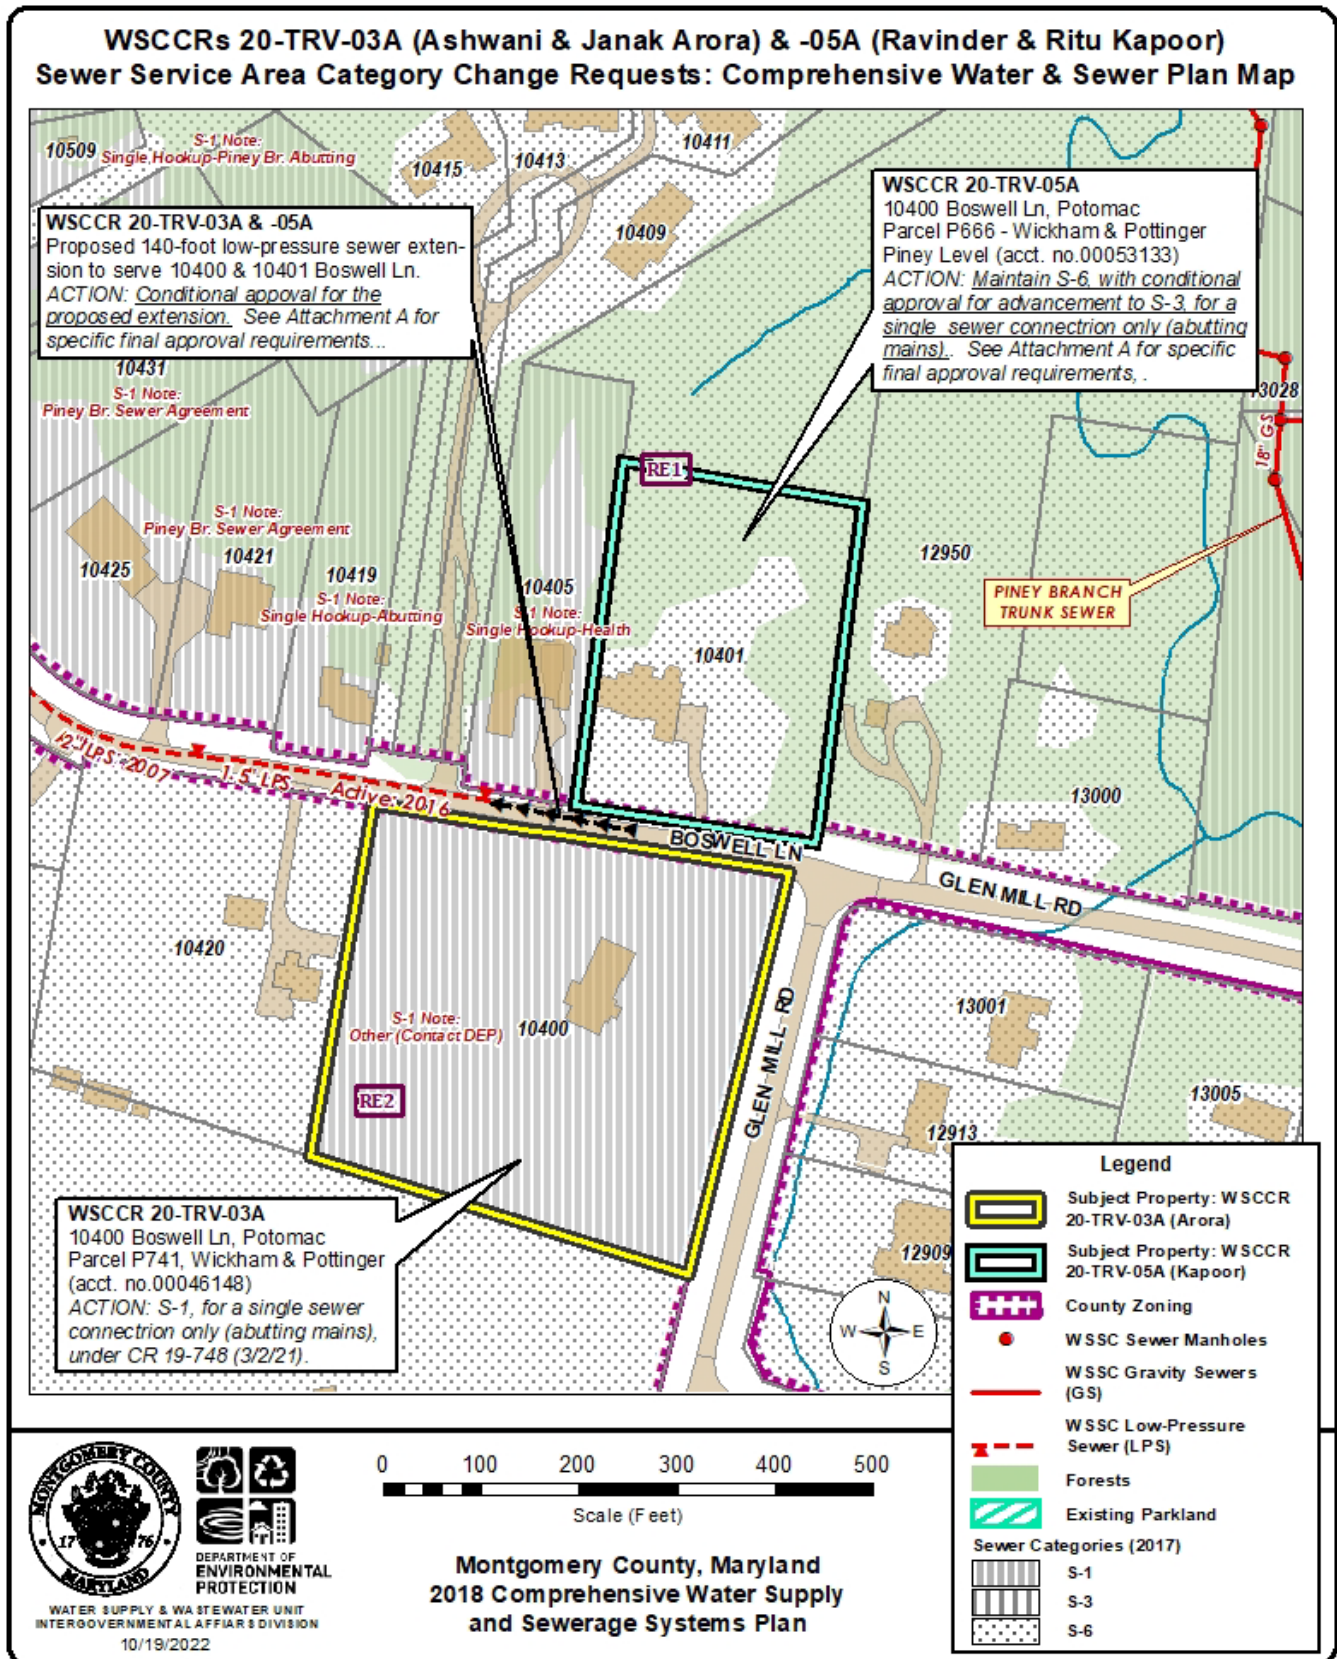 WSCCRs 20-TRV-03A (Ashwani & Janak Arora) & -05A (Ravinder & Ritu Kapoor)
Sewer Service Area Category Change Requests: Comprehensive Water & Sewer Plan Map
10509
S-1 Note:
Single Hookup-Piney Br. Abutting
10415
10413
10411
10409
WSCCR 20-TRV-03A & -05A
Proposed 140-foot low-pressure sewer exten-
sion to serve 10400 & 10401 Boswell Ln.
ACTION: Conditional appoval for the
proposed extension. See Attachment A for
specific final approval requirements...
WSCCR 20-TRV-05A
10400 Boswell Ln, Potomac
Parcel P666 - Wickham & Pottinger
Piney Level (acct. no.00053133)
ACTION: Maintain S-6, with conditional
approval for advancement to S-3, for a
single sewer connectrion only (abutting
mains).. See Attachment A for specific
final approval requirements, .
10431
S-1 Note:
Piney Br. Sewer Agreement
13028
18" GS
RE1
S-1 Note:
Piney Br. Sewer Agreement
10425
10421
10419
S-1 Note:
Single Hookup-Abutting
10405
S-1 Note:
Single Hookup-Health
12950
PINEY BRANCH
TRUNK SEWER
10401
2" LPS: 2007
1.5" LPS
Active: 2016
13000
BOSWELL LN
GLEN MILL RD
10420
S-1 Note:
Other (Contact DEP)
10400
RE2
GLEN MILL RD
13001
13005
12913
12909
WSCCR 20-TRV-03A
10400 Boswell Ln, Potomac
Parcel P741, Wickham & Pottinger
(acct. no.00046148)
ACTION: S-1, for a single sewer
connectrion only (abutting mains),
under CR 19-748 (3/2/21).
N
W
E
S
Legend
Subject Property: WSCCR
20-TRV-03A (Arora)
Subject Property: WSCCR
20-TRV-05A (Kapoor)
County Zoning
WSSC Sewer Manholes
WSSC Gravity Sewers
(GS)
WSSC Low-Pressure
Sewer (LPS)
Forests
Existing Parkland
Sewer Categories (2017)
S-1
S-3
S-6
MONTGOMERY COUNTY
17 76
MARYLAND
DEPARTMENT OF
ENVIRONMENTAL
PROTECTION
WATER SUPPLY & WASTEWATER UNIT
INTERGOVERNMENTAL AFFIARS DIVISION
10/19/2022
0 100 200 300 400 500
Scale (Feet)
Montgomery County, Maryland
2018 Comprehensive Water Supply
and Sewerage Systems Plan